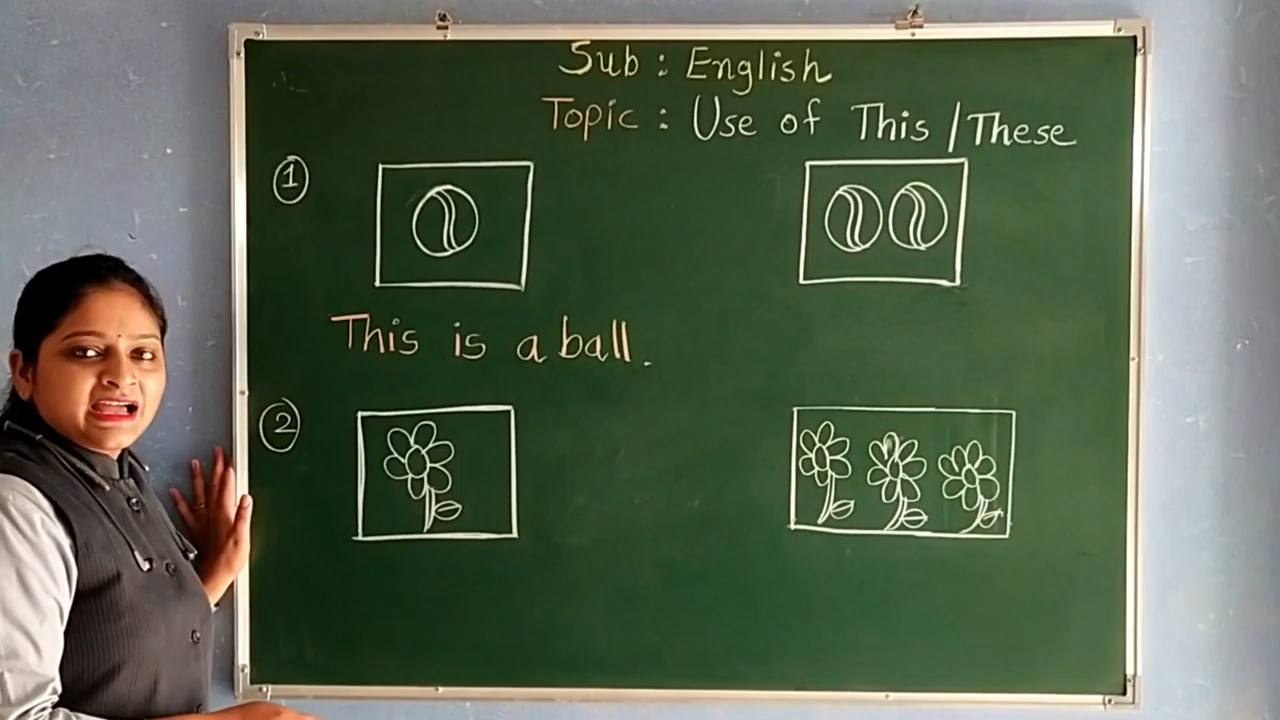 Sub : English
Topic : Use of This / These
1
This is a ball.
2